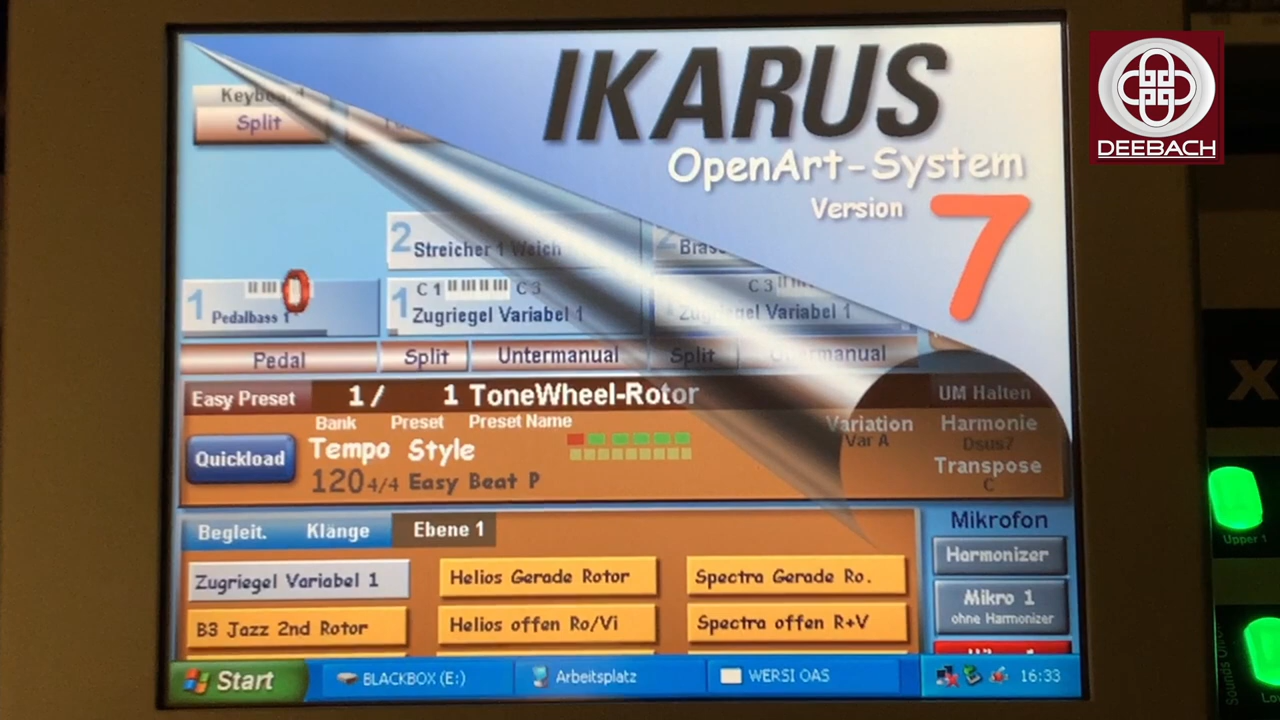 IKARUS
OpenArt-System
Version 7
DEEBACH
Split
2 Streicher 1 Weich
2
1 Pedalbass 1
C 1 C 3
1 Zugriegel Variabel 1
C 3
Zugriegel Variabel 1
Pedal Split Untermanual Split Obermanual
Easy Preset 1 / 1 ToneWheel-Rotor UM Halten
Bank Preset Preset Name
Variation Harmonie
Var A Dsus7
Quickload Tempo Style
Transpose
120 4/4 Easy Beat P C
Begleit. Klänge Ebene 1
Mikrofon
Zugriegel Variabel 1 Helios Gerade Rotor Spectra Gerade Ro. Harmonizer
B3 Jazz 2nd Rotor Helios offen Ro/Vi Spectra offen R+V Mikro 1
ohne Harmonizer
Start BLACKBOX (E:) Arbeitsplatz WERSI OAS 16:33
X
Upper 1